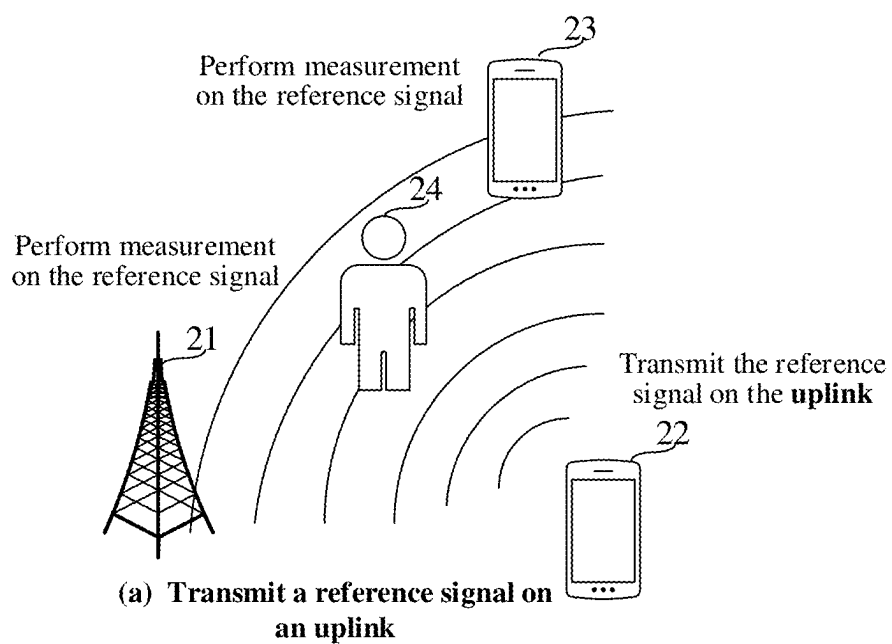 23
Perform measurement
on the reference signal
24
Perform measurement
on the reference signal
21
Transmit the reference
signal on the uplink
22
(a) Transmit a reference signal on
an uplink